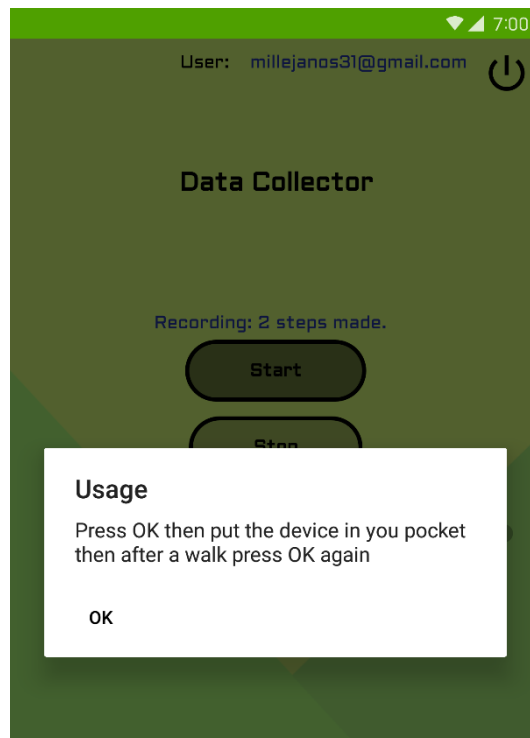 7:00
User: millejanos31@gmail.com
Data Collector
Recording: 2 steps made.
Start
Stop
Usage
Press OK then put the device in you pocket
then after a walk press OK again
OK